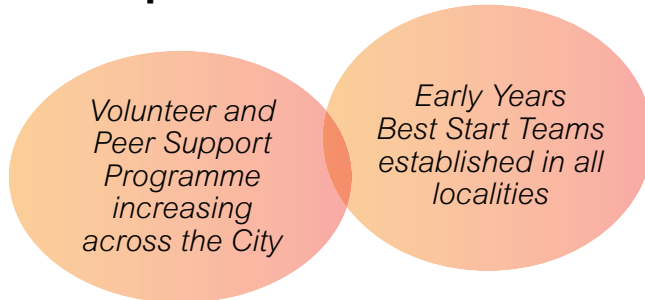 Volunteer and
Peer Support
Programme
increasing
across the City
Early Years
Best Start Teams
established in all
localities